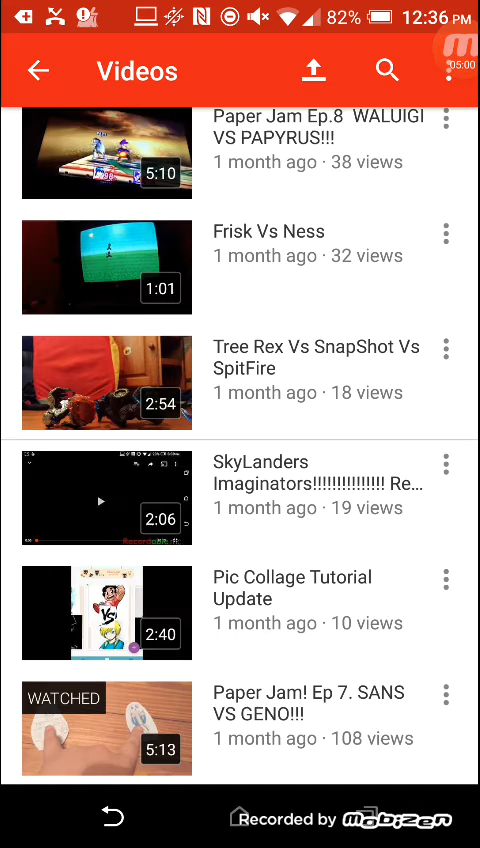 82% 12:36 PM
Videos
05:00
Paper Jam Ep.8 WALUIGI
VS PAPYRUS!!!
1 month ago · 38 views
5:10
Frisk Vs Ness
1 month ago · 32 views
1:01
Tree Rex Vs SnapShot Vs
SpitFire
1 month ago · 18 views
2:54
SkyLanders
Imaginators!!!!!!!!!!!!!!! Re...
1 month ago · 19 views
2:06
Pic Collage Tutorial
Update
1 month ago · 10 views
VS
2:40
WATCHED
Paper Jam! Ep 7. SANS
VS GENO!!!
1 month ago · 108 views
5:13
Recorded by Mobizen